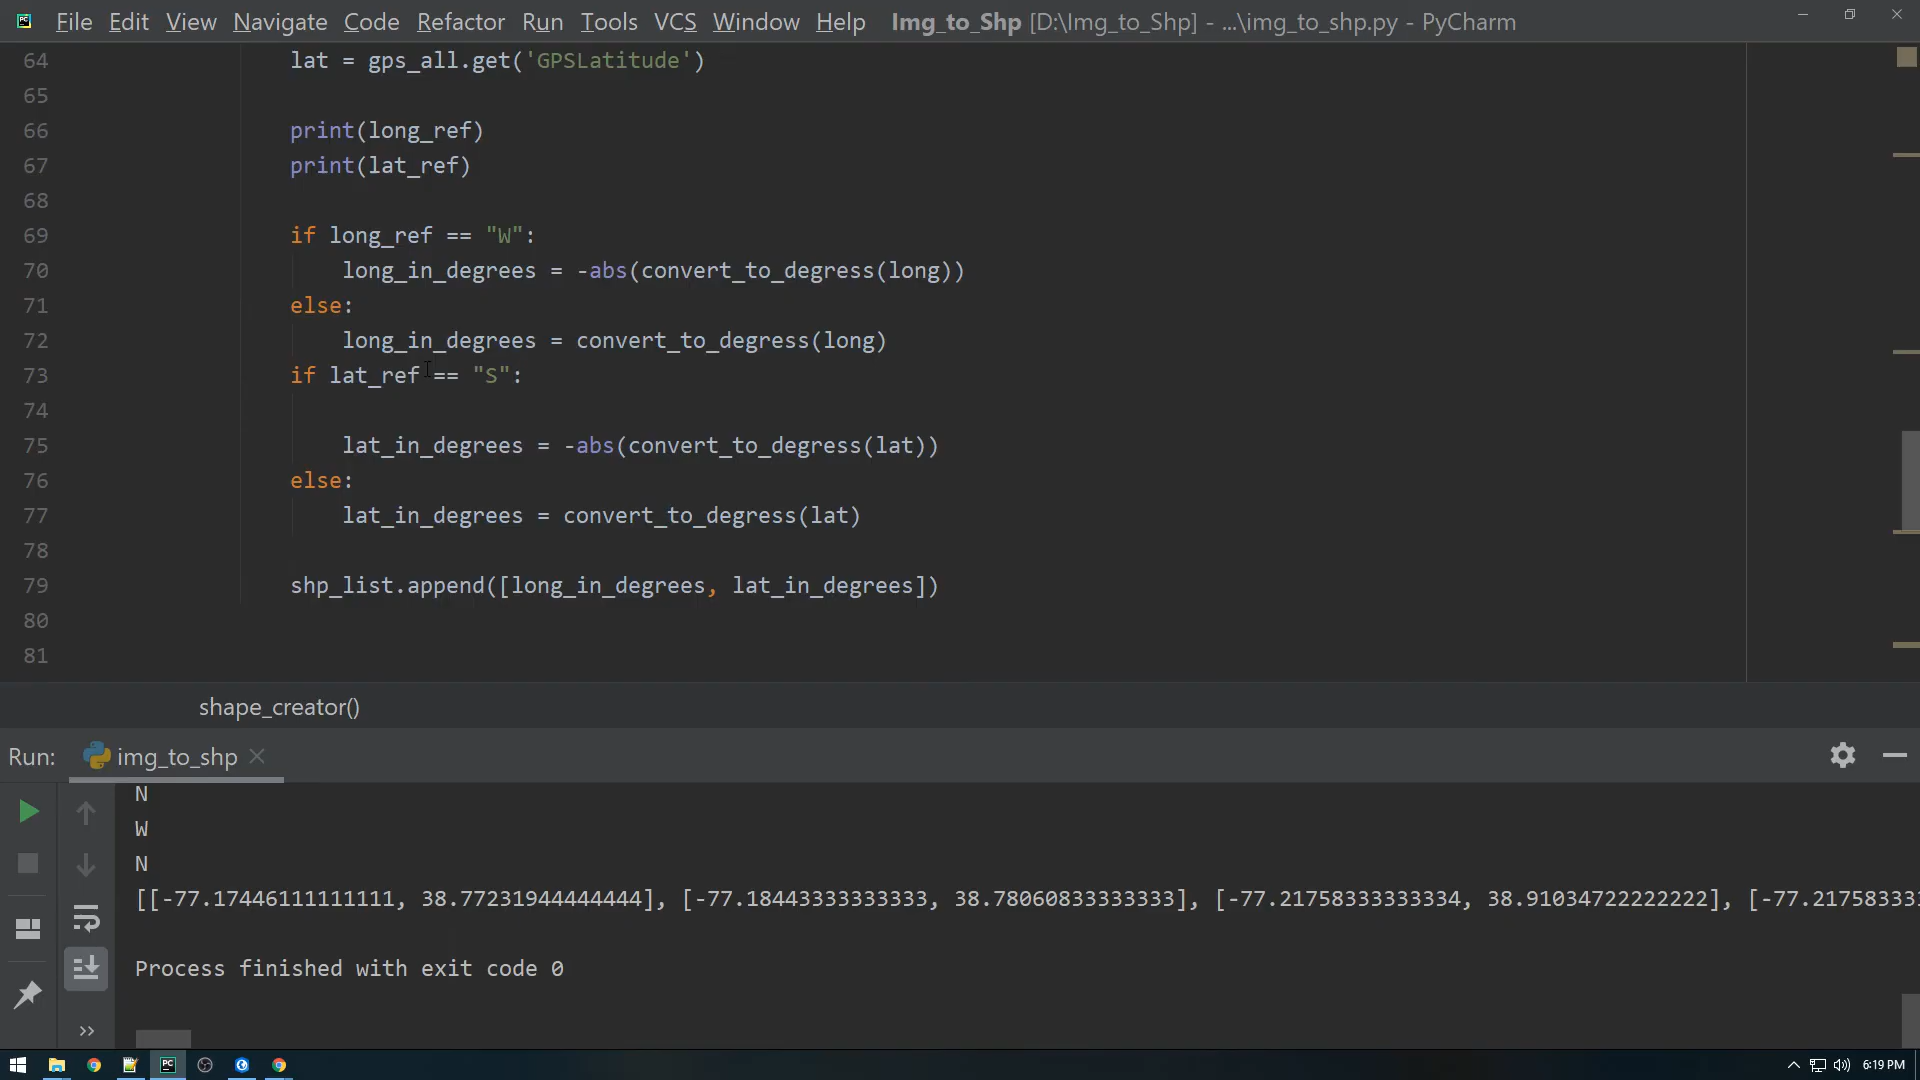 File Edit View Navigate Code Refactor Run Tools VCS Window Help Img_to_Shp [D:\Img_to_Shp] - ...\img_to_shp.py - PyCharm
64 lat = gps_all.get('GPSLatitude')
65
66 print(long_ref)
67 print(lat_ref)
68
69 if long_ref == "W":
70 long_in_degrees = -abs(convert_to_degress(long))
71 else:
72 long_in_degrees = convert_to_degress(long)
73 if lat_ref == "S":
74
75 lat_in_degrees = -abs(convert_to_degress(lat))
76 else:
77 lat_in_degrees = convert_to_degress(lat)
78
79 shp_list.append([long_in_degrees, lat_in_degrees])
80
81
shape_creator()
Run: img_to_shp
N
W
N
[[-77.17446111111111, 38.77231944444444], [-77.18443333333333, 38.78060833333333], [-77.21758333333334, 38.91034722222222], [-77.2175833
Process finished with exit code 0
PC 6:19 PM